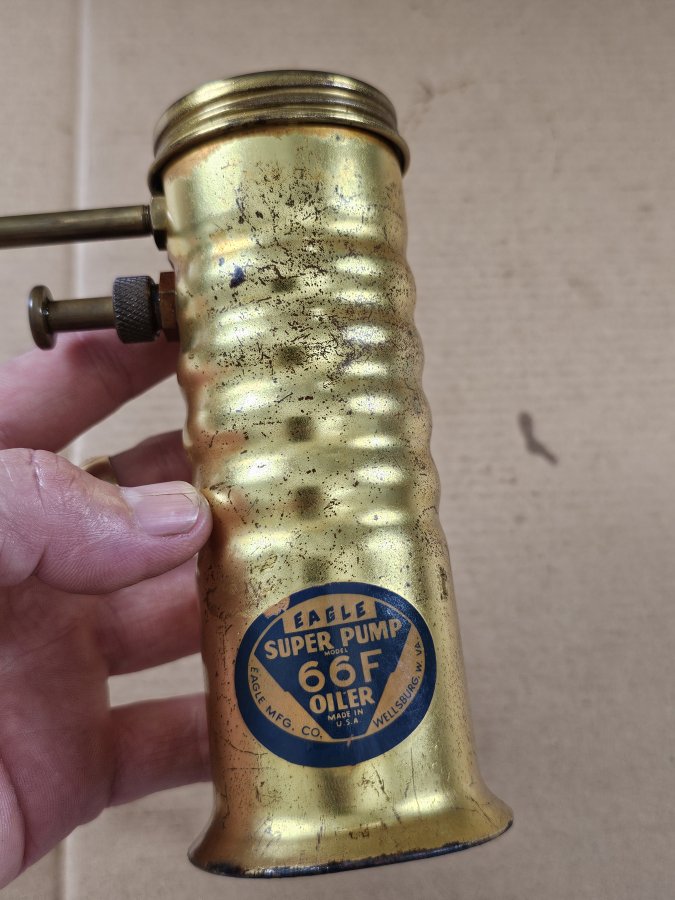 EAGLE
SUPER PUMP
MODEL
66F
OILER
MADE IN
U.S.A.
EAGLE MFG. CO.
WELLSBURG, W. VA.